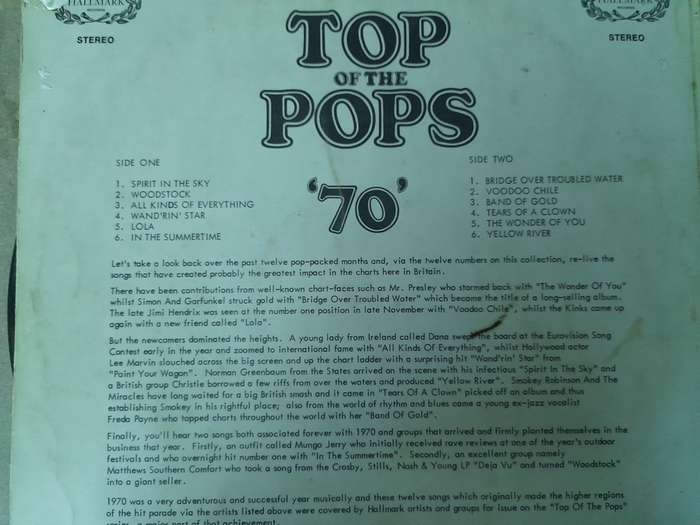 HALLMARK
HALLMARK
STEREO
STEREO
TOP
OF THE
POPS
'70'
SIDE ONE
1. SPIRIT IN THE SKY
2. WOODSTOCK
3. ALL KINDS OF EVERYTHING
4. WAND'RIN' STAR
5. LOLA
6. IN THE SUMMERTIME
SIDE TWO
1. BRIDGE OVER TROUBLED WATER
2. VOODOO CHILE
3. BAND OF GOLD
4. TEARS OF A CLOWN
5. THE WONDER OF YOU
6. YELLOW RIVER
Let's take a look back over the past twelve pop-packed months and, via the twelve numbers on this collection, re-live the
songs that have created probably the greatest impact in the charts here in Britain.
There have been contributions from well-known chart-faces such as Mr. Presley who stormed back with "The Wonder Of You"
whilst Simon And Garfunkel struck gold with "Bridge Over Troubled Water" which became the title of a long-selling album.
The late Jimi Hendrix was seen at the number one position in late November with "Voodoo Chile", whilst the Kinks came up
again with a new friend called "Lola".
But the newcomers dominated the heights. A young lady from Ireland called Dana swept the board at the Eurovision Song
Contest early in the year and zoomed to international fame with "All Kinds Of Everything", whilst Hollywood actor
Lee Marvin slouched across the big screen and up the chart ladder with a surprising hit "Wand'rin' Star" from
"Paint Your Wagon". Norman Greenbaum from the States arrived on the scene with his infectious "Spirit In The Sky" and
a British group Christie borrowed a few riffs from over the waters and produced "Yellow River". Smokey Robinson And The
Miracles have long waited for a big British smash and it came in "Tears Of A Clown" picked off an album and thus
establishing Smokey in his rightful place; also from the world of rhythm and blues came a young ex-jazz vocalist
Freda Payne who topped charts throughout the world with her "Band Of Gold".
Finally, you'll hear two songs both associated forever with 1970 and groups that arrived and firmly planted themselves in the
business that year. Firstly, an outfit called Mungo Jerry who initially received rave reviews at one of the year's outdoor
festivals and who overnight hit number one with "In The Summertime". Secondly, an excellent group namely
Matthews Southern Comfort who took a song from the Crosby, Stills, Nash & Young LP "Deja Vu" and turned "Woodstock"
into a giant seller.
1970 was a very adventurous and successful year musically and these twelve songs which originally made the higher regions
of the hit parade via the artists listed above were covered by Hallmark artists and groups for issue on the "Top Of The Pops"
series, a major part of that achievement.